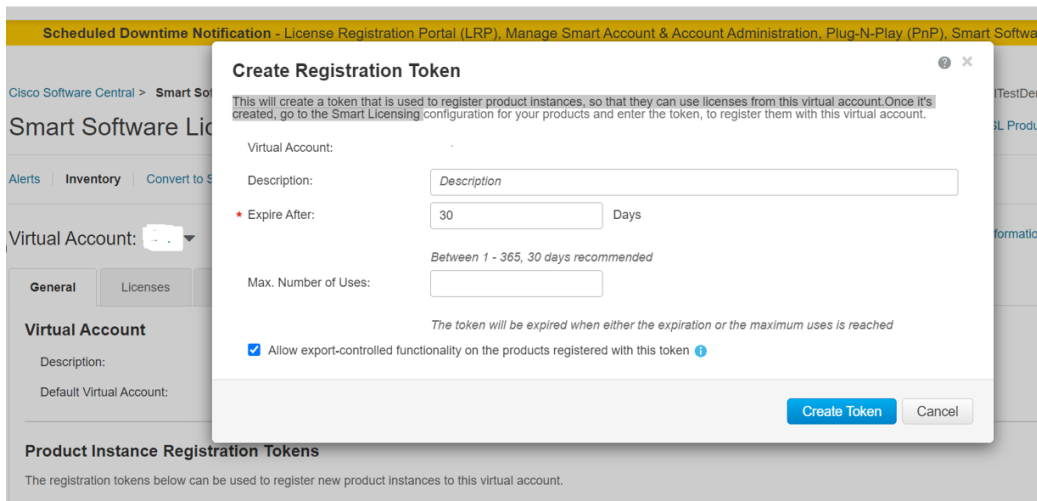 Scheduled Downtime Notification - License Registration Portal (LRP), Manage Smart Account & Account Administration, Plug-N-Play (PnP), Smart Softwa
Create Registration Token
Cisco Software Central > Smart Sof
ITestDe
This will create a token that is used to register product instances, so that they can use licenses from this virtual account.Once it's
created, go to the Smart Licensing configuration for your products and enter the token, to register them with this virtual account.
Smart Software Lic
SL Produ
Virtual Account:
Alerts Inventory Convert to S
Description: Description
* Expire After: 30 Days
Virtual Account:
formatio
Between 1 - 365, 30 days recommended
General Licenses
Max. Number of Uses:
The token will be expired when either the expiration or the maximum uses is reached
Virtual Account
Allow export-controlled functionality on the products registered with this token
Description:
Default Virtual Account:
Create Token Cancel
Product Instance Registration Tokens
The registration tokens below can be used to register new product instances to this virtual account.